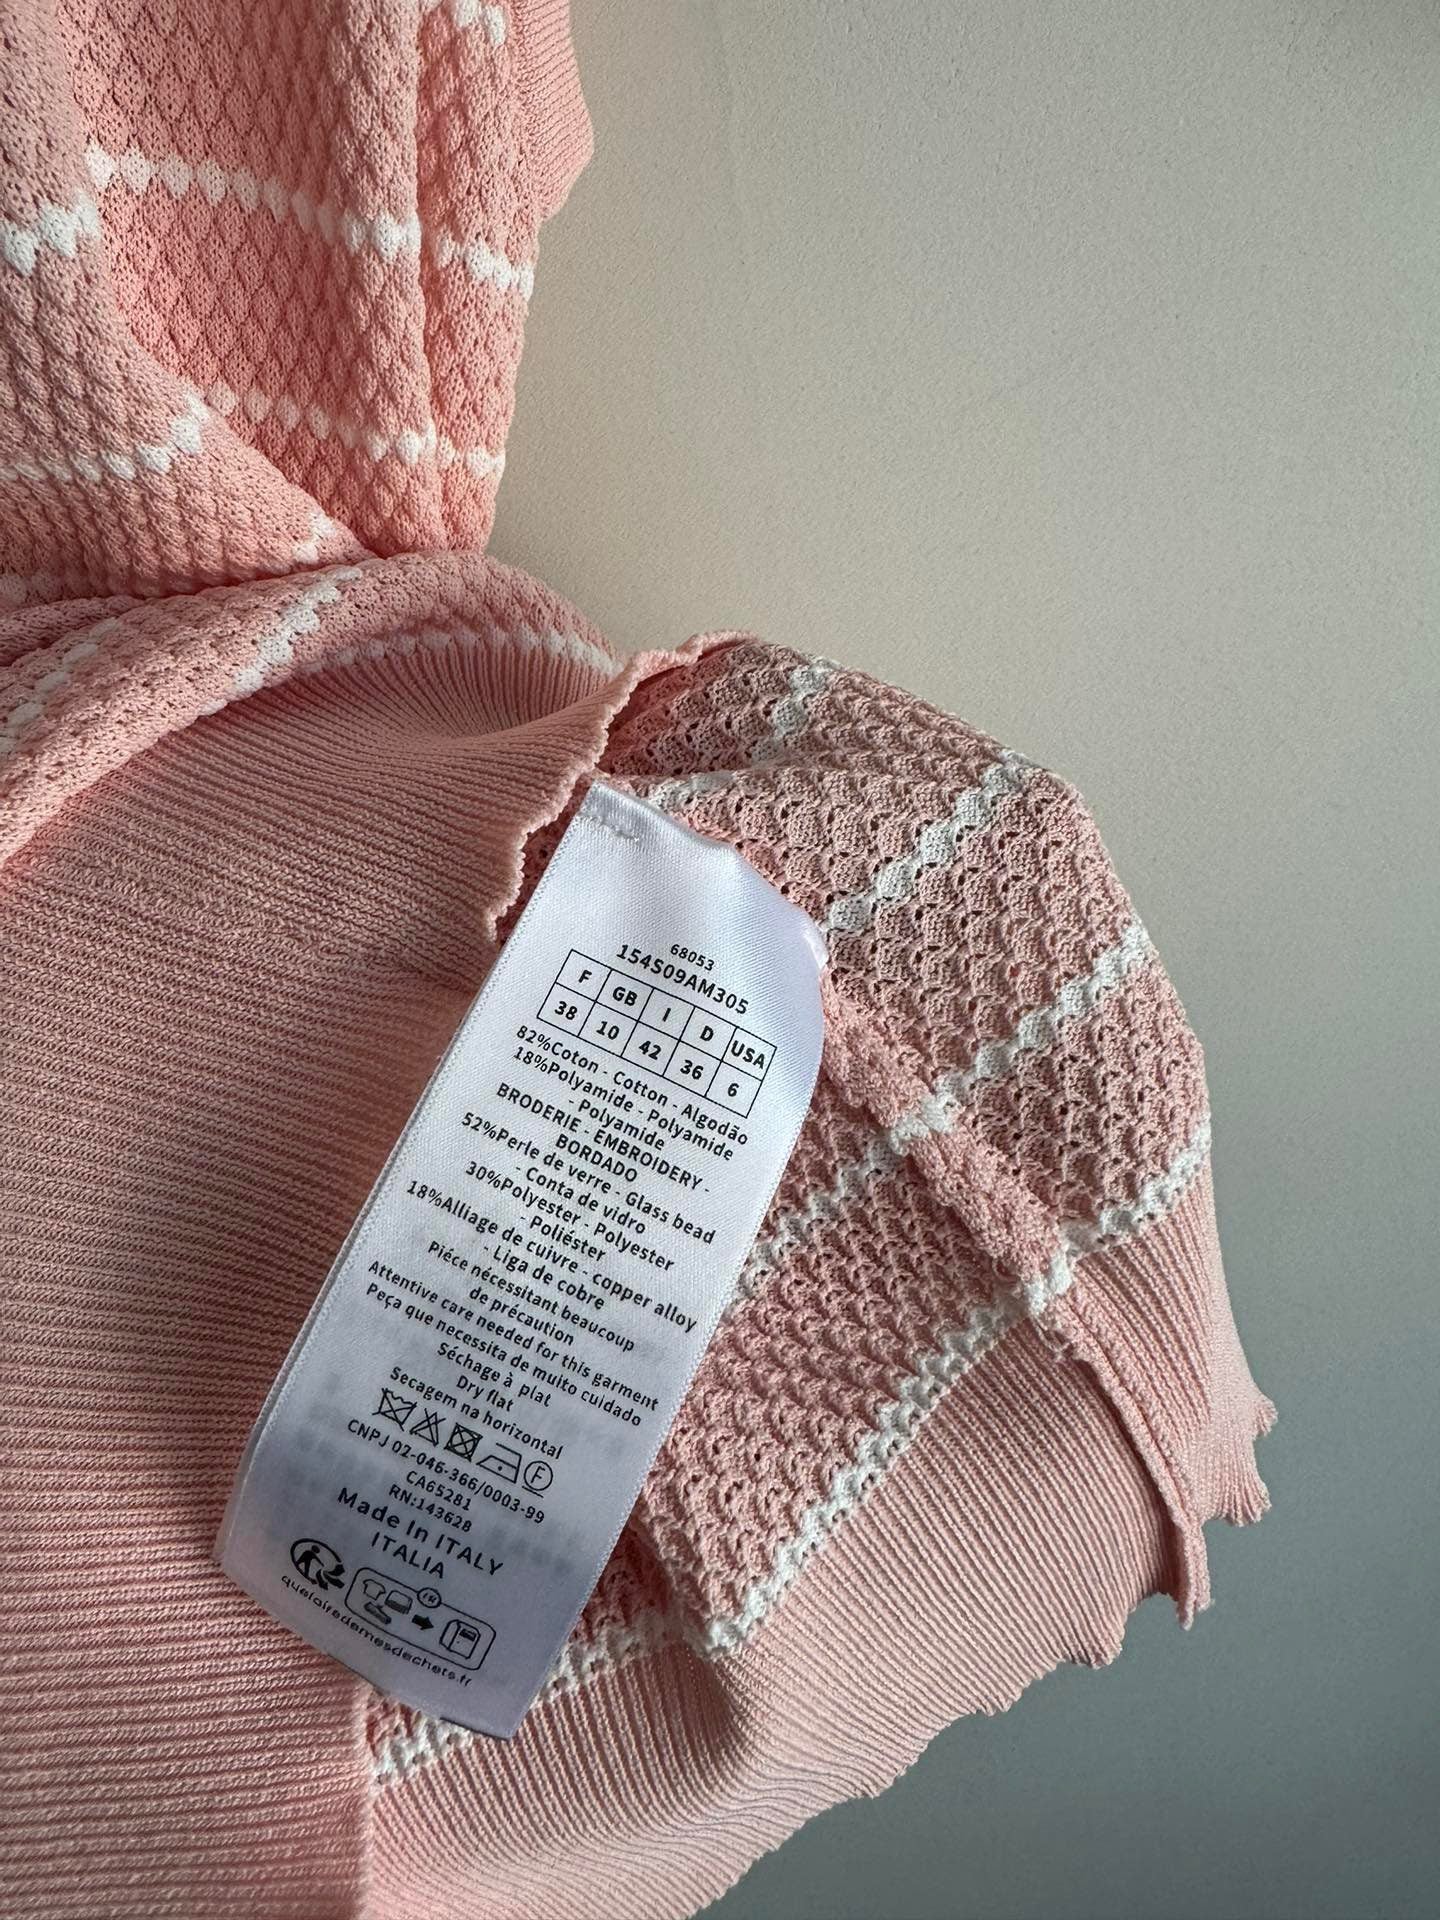 68053
154S09AM305
F GB I D USA
38 10 42 36 6
82%Coton - Cotton - Algodão
18%Polyamide - Polyamide
- Polyamide
BRODERIE - EMBROIDERY -
BORDADO
52%Perle de verre - Glass bead
- Conta de vidro
30%Polyester - Polyester
- Poliéster
18%Alliage de cuivre - copper alloy
- Liga de cobre
Piéce nécessitant beaucoup
de précaution
Attentive care needed for this garment
Peça que necessita de muito cuidado
Séchage à plat
Dry flat
Secagem na horizontal
F
CNPJ 02-046-366/0003-99
CA65281
RN:143628
Made In ITALY
ITALIA
FR
quefairedemesdechets.fr